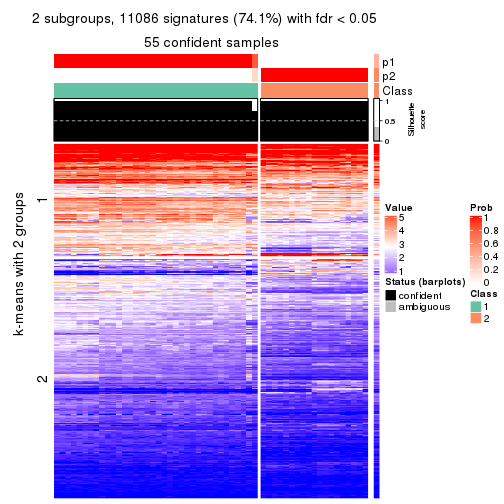 2 subgroups, 11086 signatures (74.1%) with fdr < 0.05
55 confident samples
p1
p2
Class
1
0.5
0
Silhouette
score
k-means with 2 groups
1
2
Value
5
4
3
2
1
Prob
1
0.8
0.6
0.4
0.2
0
Status (barplots)
confident
ambiguous
Class
1
2